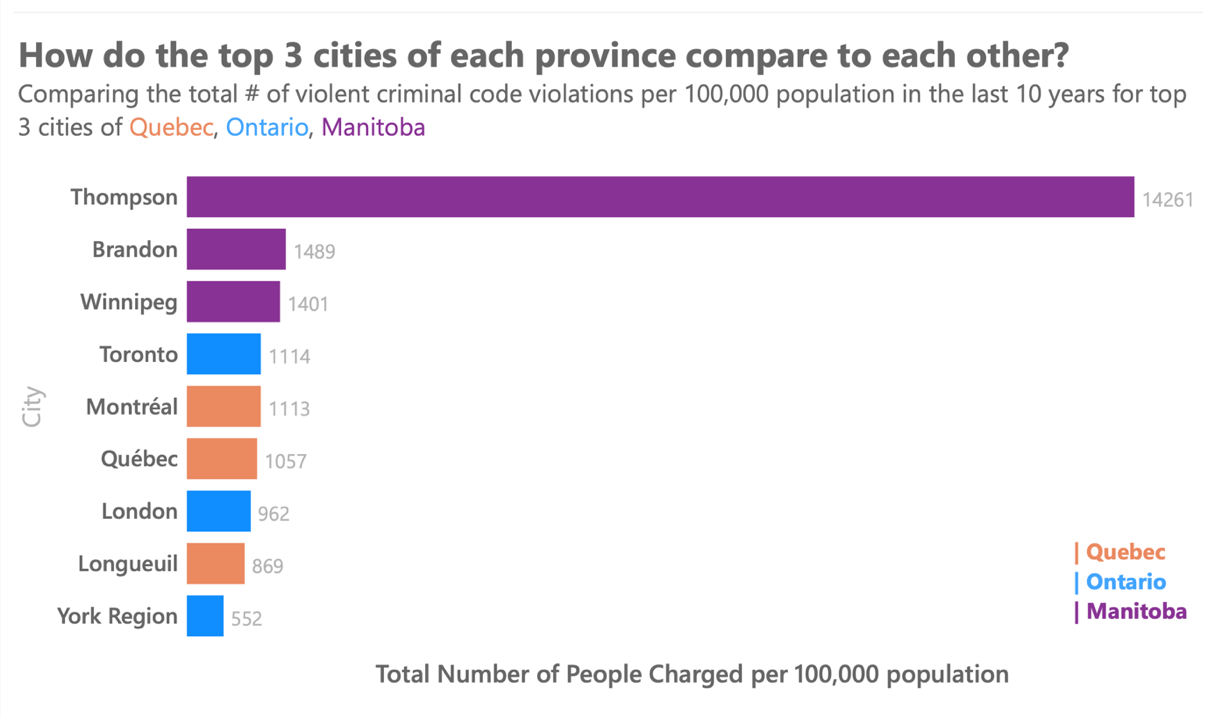 How do the top 3 cities of each province compare to each other?
Comparing the total # of violent criminal code violations per 100,000 population in the last 10 years for top
3 cities of Quebec, Ontario, Manitoba
Thompson 14261
Brandon 1489
Winnipeg 1401
Toronto 1114
City
Montréal 1113
Québec 1057
London 962
Longueuil 869
York Region 552
| Quebec
| Ontario
| Manitoba
Total Number of People Charged per 100,000 population